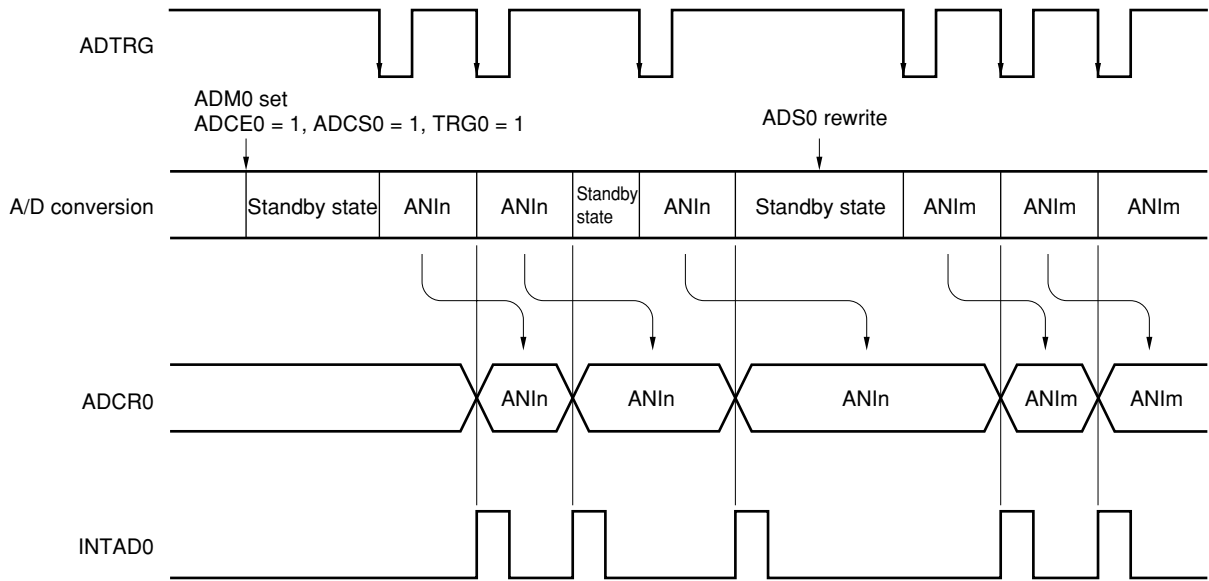 ADTRG
ADM0 set
ADCE0 = 1, ADCS0 = 1, TRG0 = 1
ADS0 rewrite
A/D conversion
Standby state
ANIn
ANIn
Standby
state
ANIn
Standby state
ANIm
ANIm
ANIm
ADCR0
ANIn
ANIn
ANIn
ANIm
ANIm
INTAD0